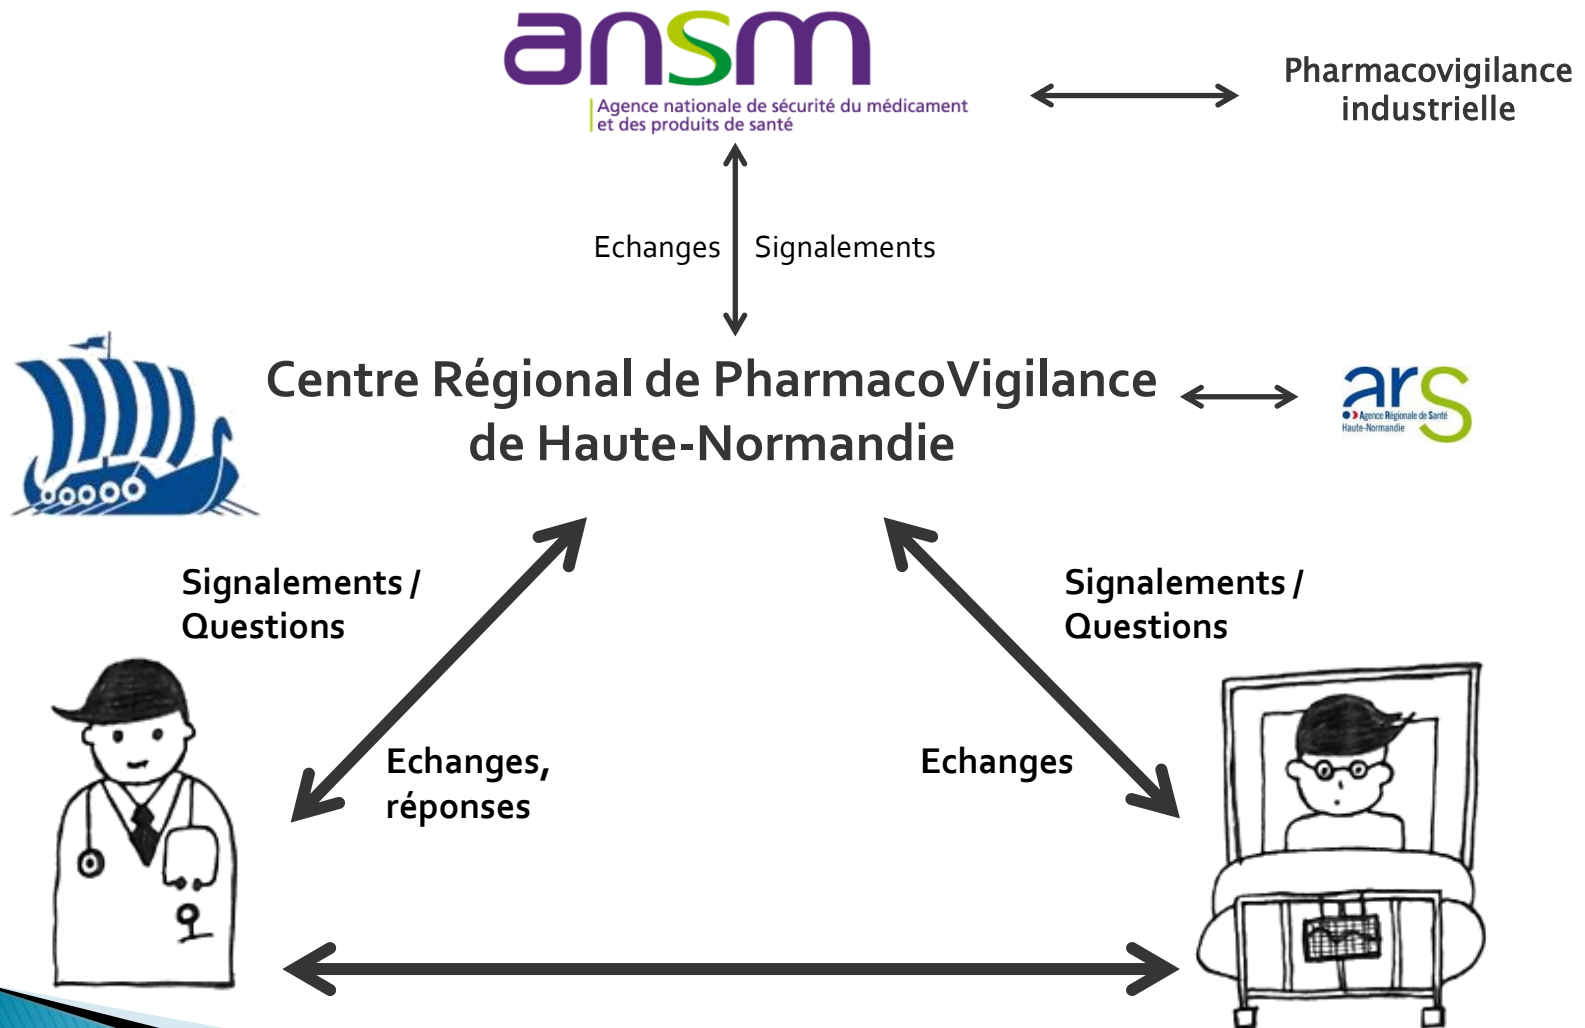 ansm
Agence nationale de sécurité du médicament
et des produits de santé
Pharmacovigilance
industrielle
Echanges
Signalements
Centre Régional de PharmacoVigilance
de Haute-Normandie
ars
Agence Régionale de Santé
Haute-Normandie
Signalements /
Questions
Signalements /
Questions
Echanges,
réponses
Echanges